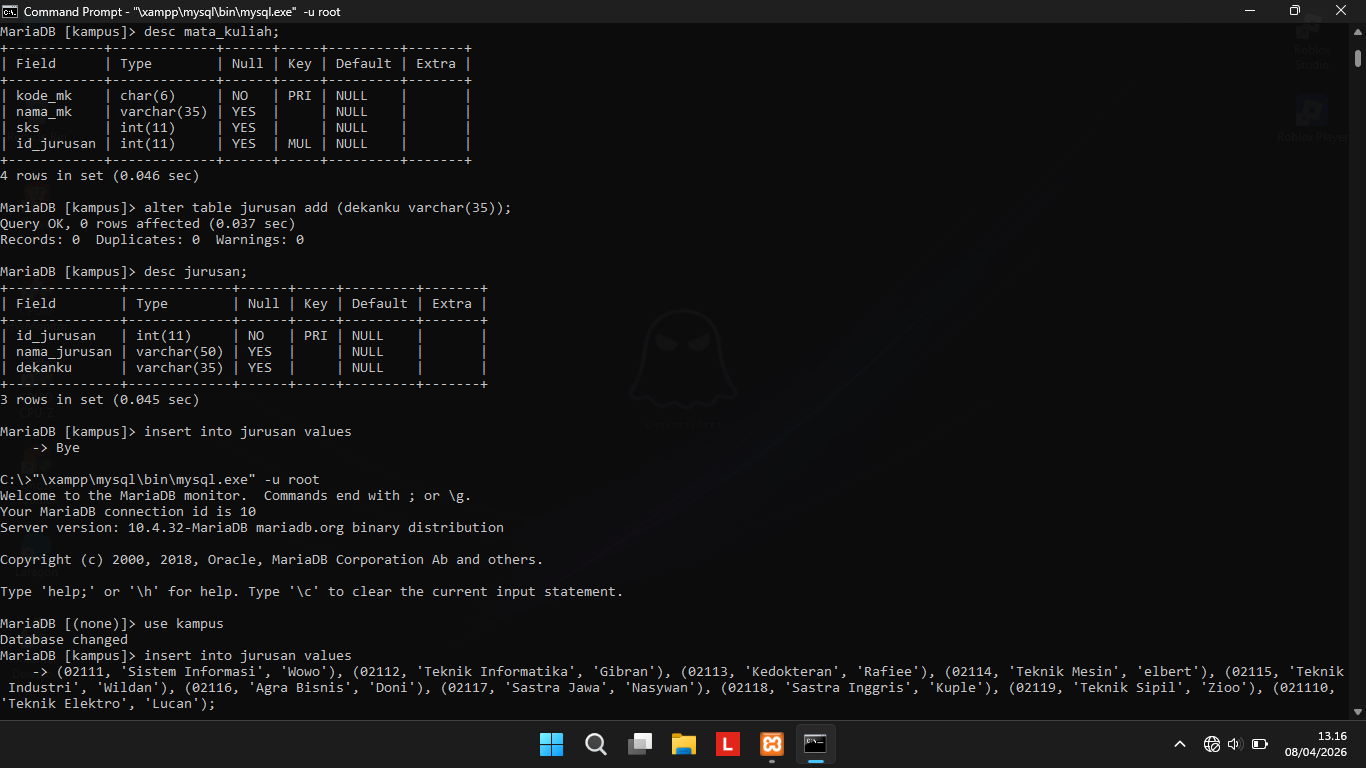 Command Prompt - "\xampp\mysql\bin\mysql.exe" -u root
MariaDB [kampus]> desc mata_kuliah;
+------------+-------------+------+-----+---------+-------+
| Field      | Type        | Null | Key | Default | Extra |
+------------+-------------+------+-----+---------+-------+
| kode_mk    | char(6)     | NO   | PRI | NULL    |       |
| nama_mk    | varchar(35) | YES  |     | NULL    |       |
| sks        | int(11)     | YES  |     | NULL    |       |
| id_jurusan | int(11)     | YES  | MUL | NULL    |       |
+------------+-------------+------+-----+---------+-------+
4 rows in set (0.046 sec)
MariaDB [kampus]> alter table jurusan add (dekanku varchar(35));
Query OK, 0 rows affected (0.037 sec)
Records: 0  Duplicates: 0  Warnings: 0
MariaDB [kampus]> desc jurusan;
+--------------+-------------+------+-----+---------+-------+
| Field        | Type        | Null | Key | Default | Extra |
+--------------+-------------+------+-----+---------+-------+
| id_jurusan   | int(11)     | NO   | PRI | NULL    |       |
| nama_jurusan | varchar(50) | YES  |     | NULL    |       |
| dekanku      | varchar(35) | YES  |     | NULL    |       |
+--------------+-------------+------+-----+---------+-------+
3 rows in set (0.045 sec)
MariaDB [kampus]> insert into jurusan values
    -> Bye
C:\>"\xampp\mysql\bin\mysql.exe" -u root
Welcome to the MariaDB monitor.  Commands end with ; or \g.
Your MariaDB connection id is 10
Server version: 10.4.32-MariaDB mariadb.org binary distribution
Copyright (c) 2000, 2018, Oracle, MariaDB Corporation Ab and others.
Type 'help;' or '\h' for help. Type '\c' to clear the current input statement.
MariaDB [(none)]> use kampus
Database changed
MariaDB [kampus]> insert into jurusan values
    -> (02111, 'Sistem Informasi', 'Wowo'), (02112, 'Teknik Informatika', 'Gibran'), (02113, 'Kedokteran', 'Rafiee'), (02114, 'Teknik Mesin', 'elbert'), (02115, 'Teknik
 Industri', 'Wildan'), (02116, 'Agra Bisnis', 'Doni'), (02117, 'Sastra Jawa', 'Nasywan'), (02118, 'Sastra Inggris', 'Kuple'), (02119, 'Teknik Sipil', 'Zioo'), (021110,
'Teknik Elektro', 'Lucan');
Roblox
Studio
Roblox Player
CPU-Z
L
13.16
08/04/2026